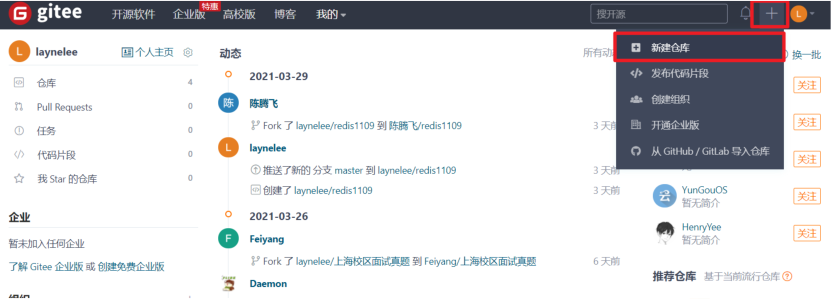 gitee 开源软件 企业版 特惠 高校版 博客 我的 搜开源
laynelee 个人主页
仓库 4
Pull Requests 0
任务 0
代码片段 0
我 Star 的仓库 0
企业
暂未加入任何企业
了解 Gitee 企业版 或 创建免费企业版
动态
2021-03-29
陈 陈腾飞
Fork 了 laynelee/redis1109 到 陈腾飞/redis1109 3 天前
L laynelee
推送了新的 分支 master 到 laynelee/redis1109 3 天前
创建了 laynelee/redis1109 3 天前
2021-03-26
F Feiyang
Fork 了 laynelee/上海校区面试真题 到 Feiyang/上海校区面试真题 6 天前
Daemon
新建仓库
发布代码片段
创建组织
开通企业版
从 GitHub / GitLab 导入仓库
换一批
关注
关注
关注
关注
YunGouOS
暂无简介
关注
HenryYee
暂无简介
关注
推荐仓库 基于当前流行仓库